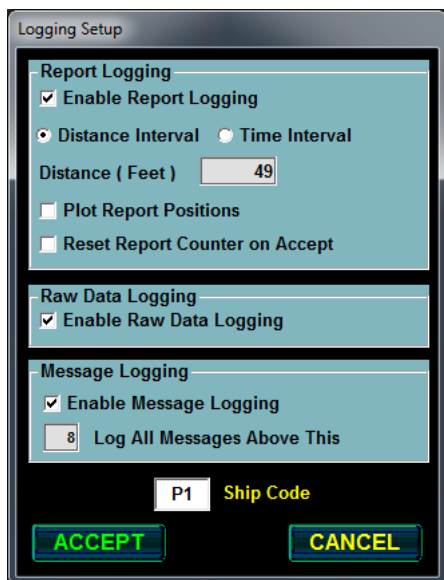 Logging Setup
Report Logging
Enable Report Logging
Distance Interval Time Interval
Distance ( Feet ) 49
Plot Report Positions
Reset Report Counter on Accept
Raw Data Logging
Enable Raw Data Logging
Message Logging
Enable Message Logging
8 Log All Messages Above This
P1 Ship Code
ACCEPT CANCEL